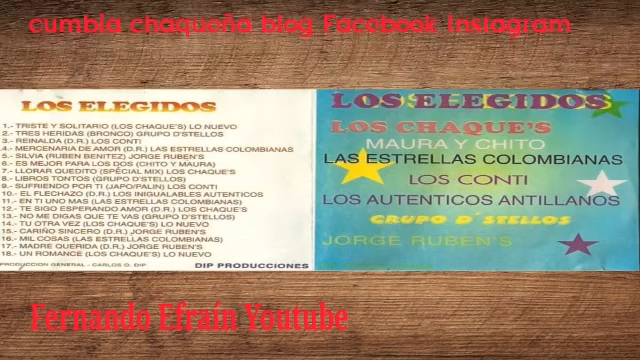 cumbia chaqueña blog Facebook Instagram
LOS ELEGIDOS
1.- TRISTE Y SOLITARIO (LOS CHAQUE'S) LO NUEVO
2.- TRES HERIDAS (BRONCO) GRUPO D'STELLOS
3.- REINALDA (D.R.) LOS CONTI
4.- MERCENARIA DE AMOR (D.R.) LAS ESTRELLAS COLOMBIANAS
5.- SILVIA (RUBEN BENITEZ) JORGE RUBEN'S
6.- ES MEJOR PARA LOS DOS (CHITO Y MAURA)
7.- LLORAR QUEDITO (SPÉCIAL MIX) LOS CHAQUE'S
8.- LIBROS TONTOS (GRUPO D'STELLOS)
9.- SUFRIENDO POR TI (JAPO/PALIN) LOS CONTI
10.- EL FLECHAZO (D.R.) LOS INIGUALABLES AUTENTICOS
11.- EN TI UNO MAS (LAS ESTRELLAS COLOMBIANAS)
12.- TE SIGO ESPERANDO AMOR (D.R) LOS CHAQUE'S
13.- NO ME DIGAS QUE TE VAS (GRUPO D'STELLOS)
14.- TU OTRA VEZ (LOS CHAQUE'S) LO NUEVO
15.- CARIÑO SINCERO (D.R.) JORGE RUBEN'S
16.- MIL COSAS (LAS ESTRELLAS COLOMBIANAS)
17.- MADRE QUERIDA (D.R.) JORGE RUBEN'S
18.- UN ROMANCE (LOS CHAQUE'S) LO NUEVO
PRODUCCION GENERAL - CARLOS O. DIP
DIP PRODUCCIONES
LOS ELEGIDOS
LOS CHAQUE'S
MAURA Y CHITO
LAS ESTRELLAS COLOMBIANAS
LOS CONTI
LOS AUTENTICOS ANTILLANOS
GRUPO D´STELLOS
JORGE RUBEN'S
Fernando Efraín Youtube